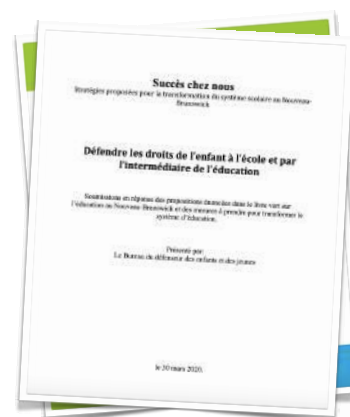 Succès chez nous
Stratégies proposées pour la transformation du système scolaire au Nouveau-
Brunswick
Défendre les droits de l'enfant à l'école et par
l'intermédiaire de l'éducation
Soumissions en réponse des propositions énoncées dans le livre vert sur
l'éducation au Nouveau-Brunswick et des mesures à prendre pour transformer le
système d'éducation.
Présenté par:
Le Bureau du défenseur des enfants et des jeunes
le 30 mars 2020.